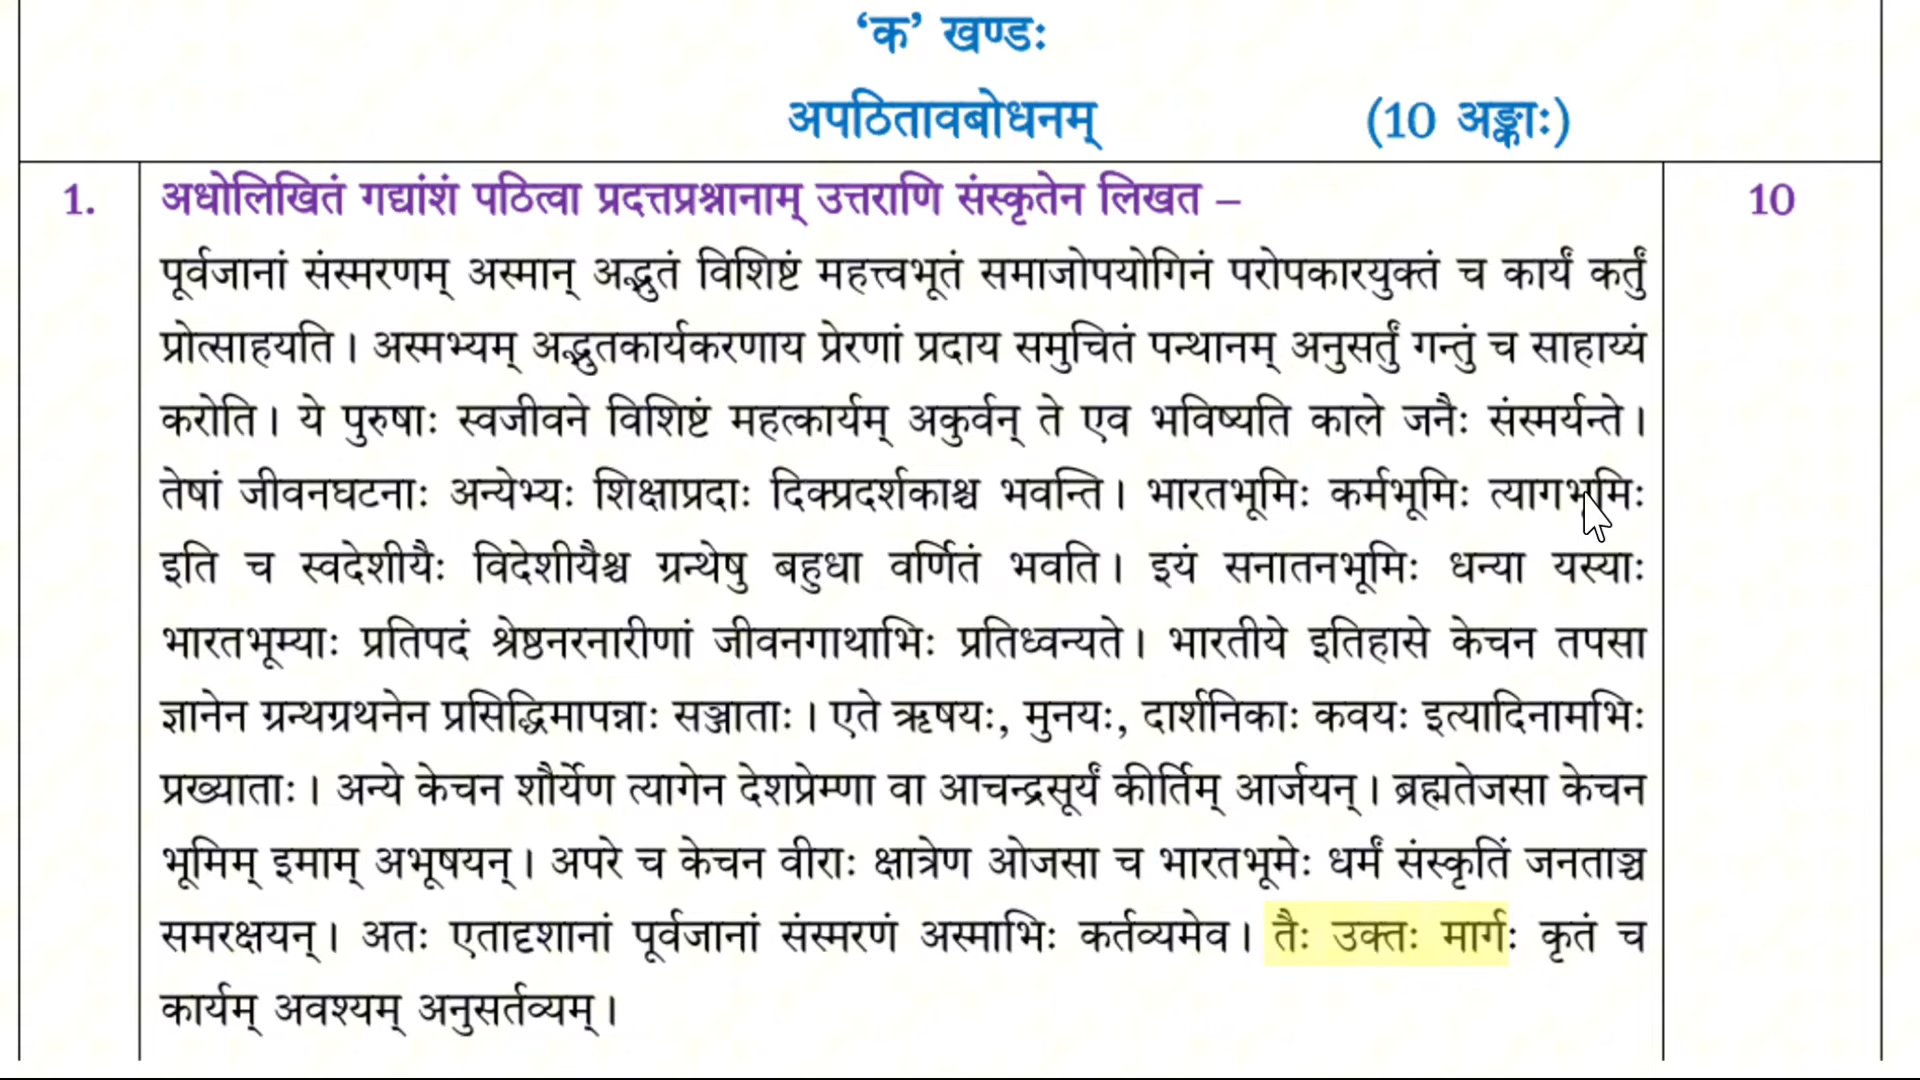 ‘क’ खण्डः
अपठितावबोधनम् (10 अङ्काः)
1. अधोलिखितं गद्यांशं पठित्वा प्रदत्तप्रश्नानाम् उत्तराणि संस्कृतेन लिखत – 10
पूर्वजानां संस्मरणम् अस्मान् अद्भुतं विशिष्टं महत्त्वभूतं समाजोपयोगिनं परोपकारयुक्तं च कार्यं कर्तुं
प्रोत्साहयति। अस्मभ्यम् अद्भुतकार्यकरणाय प्रेरणां प्रदाय समुचितं पन्थानम् अनुसर्तुं गन्तुं च साहाय्यं
करोति। ये पुरुषाः स्वजीवने विशिष्टं महत्कार्यम् अकुर्वन् ते एव भविष्यति काले जनैः संस्मर्यन्ते।
तेषां जीवनघटनाः अन्येभ्यः शिक्षाप्रदाः दिक्प्रदर्शकाश्च भवन्ति। भारतभूमिः कर्मभूमिः त्यागभूमिः
इति च स्वदेशीयैः विदेशीयैश्च ग्रन्थेषु बहुधा वर्णितं भवति। इयं सनातनभूमिः धन्या यस्याः
भारतभूम्याः प्रतिपदं श्रेष्ठनरनारीणां जीवनगाथाभिः प्रतिध्वन्यते। भारतीये इतिहासे केचन तपसा
ज्ञानेन ग्रन्थग्रथनेन प्रसिद्धिमापन्नाः सञ्जाताः। एते ऋषयः, मुनयः, दार्शनिकाः कवयः इत्यादिनामभिः
प्रख्याताः। अन्ये केचन शौर्येण त्यागेन देशप्रेम्णा वा आचन्द्रसूर्यं कीर्तिम् आर्जयन्। ब्रह्मतेजसा केचन
भूमिम् इमाम् अभूषयन्। अपरे च केचन वीराः क्षात्रेण ओजसा च भारतभूमेः धर्मं संस्कृतिं जनताञ्च
समरक्षयन्। अतः एतादृशानां पूर्वजानां संस्मरणं अस्माभिः कर्तव्यमेव। तैः उक्तः मार्गः कृतं च
कार्यम् अवश्यम् अनुसर्तव्यम्।